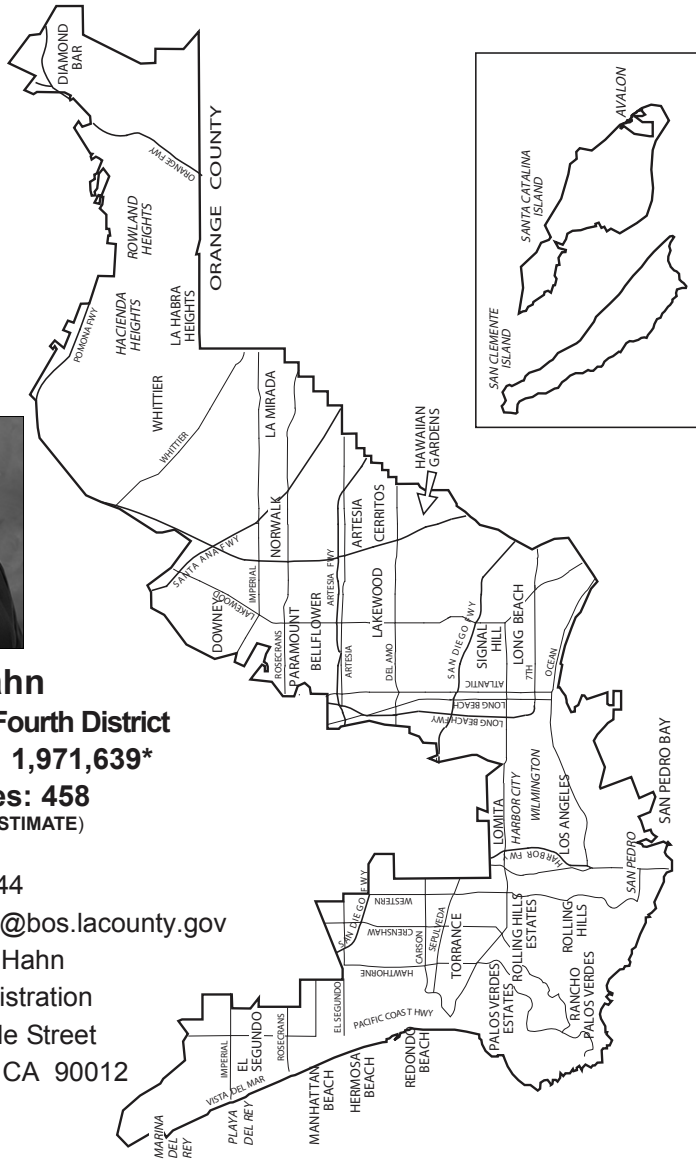 ahn
Fourth District
1,971,639*
es: 458
STIMATE)
44
@bos.lacounty.gov
Hahn
istration
le Street
CA 90012
DIAMOND
BAR
ORANGE FWY
ORANGE COUNTY
ROWLAND
HEIGHTS
POMONA FWY
HACIENDA
HEIGHTS
LA HABRA
HEIGHTS
WHITTIER
WHITTIER
LA MIRADA
SANTA ANA FWY
NORWALK
IMPERIAL
LAKEWOOD
DOWNEY
ROSECRANS
PARAMOUNT
BELLFLOWER
ARTESIA FWY
ARTESIA
ARTESIA
CERRITOS
HAWAIIAN
GARDENS
LAKEWOOD
DEL AMO
SAN DIEGO FWY
SIGNAL
HILL
LONG BEACH
7TH
OCEAN
ATLANTIC
LONG BEACH
LONG BEACH FWY
SAN PEDRO BAY
LOMITA
HARBOR CITY
WILMINGTON
LOS ANGELES
HARBOR FWY
SAN PEDRO
SAN DIEGO FWY
WESTERN
CRENSHAW
HAWTHORNE
CARSON
SEPULVEDA
TORRANCE
ROLLING HILLS
ESTATES
ROLLING
HILLS
PALOS VERDES
ESTATES
RANCHO
PALOS VERDES
PACIFIC COAST HWY
EL SEGUNDO
ROSECRANS
EL
SEGUNDO
IMPERIAL
VISTA DEL MAR
MANHATTAN
BEACH
HERMOSA
BEACH
REDONDO
BEACH
PLAYA
DEL REY
MARINA
DEL
REY
SANTA CATALINA
ISLAND
AVALON
SAN CLEMENTE
ISLAND